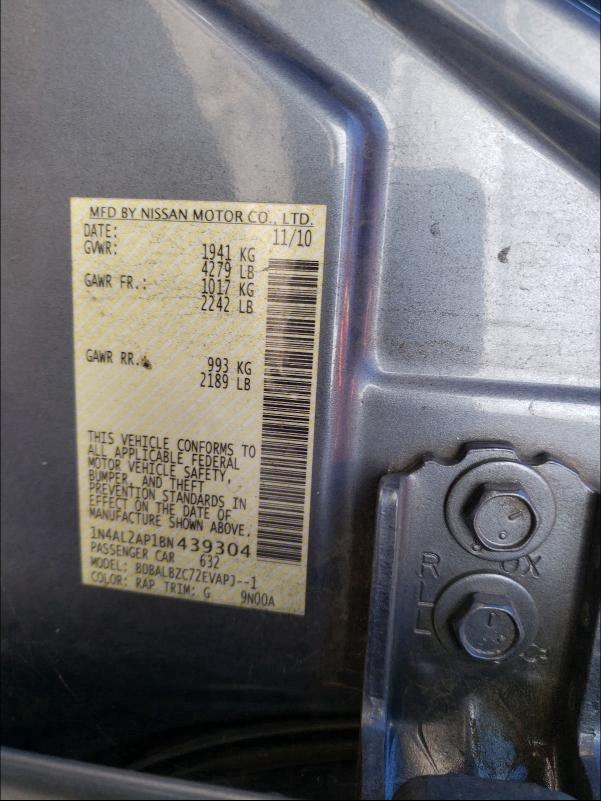 MFD BY NISSAN MOTOR CO., LTD.
DATE: 11/10
GVWR: 1941 KG
4279 LB
GAWR FR.: 1017 KG
2242 LB
GAWR RR. 993 KG
2189 LB
THIS VEHICLE CONFORMS TO
ALL APPLICABLE FEDERAL
MOTOR VEHICLE SAFETY,
BUMPER, AND THEFT
PREVENTION STANDARDS IN
EFFECT ON THE DATE OF
MANUFACTURE SHOWN ABOVE.
1N4AL2AP1BN439304
PASSENGER CAR 632
MODEL: BDBALBZC72EVAPJ--1
COLOR: RAP TRIM: G 9N00A